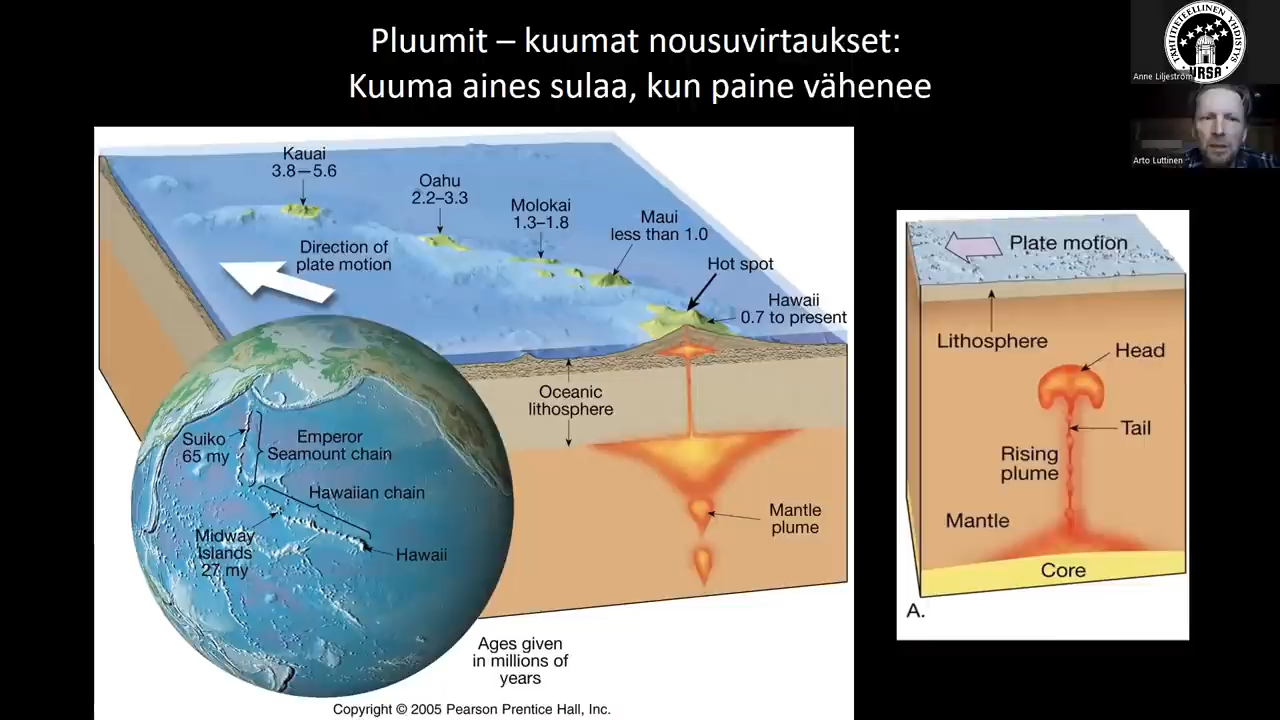 Pluumit – kuumat nousuvirtaukset:
Kuuma aines sulaa, kun paine vähenee
TÄHTITIETEELLINEN YHDISTYS
URSA
Anne Liljeström
Arto Luttinen
Kauai
3.8–5.6
Oahu
2.2–3.3
Molokai
1.3–1.8
Maui
less than 1.0
Direction of
plate motion
Hot spot
Hawaii
0.7 to present
Oceanic
lithosphere
Mantle
plume
Suiko
65 my
Emperor
Seamount chain
Hawaiian chain
Midway
Islands
27 my
Hawaii
Ages given
in millions of
years
Copyright © 2005 Pearson Prentice Hall, Inc.
Plate motion
Lithosphere
Head
Tail
Rising
plume
Mantle
Core
A.